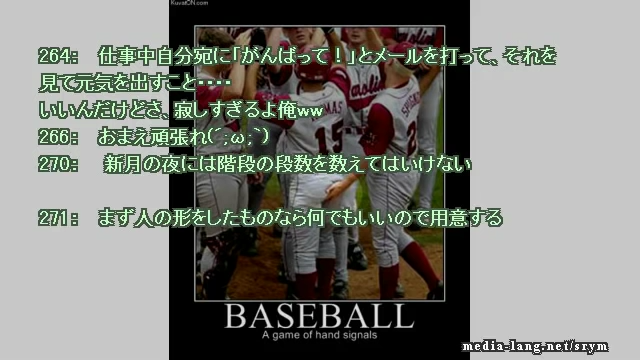 KuvatON.com
264:　仕事中自分宛に「がんばって！」とメールを打って、それを
見て元気を出すこと・・・・
いいんだけどさ、寂しすぎるよ俺ww
266:　おまえ頑張れ(´;ω;`)
270:　新月の夜には階段の段数を数えてはいけない
271:　まず人の形をしたものなら何でもいいので用意する
15
BASEBALL
A game of hand signals
media-lang.net/srym